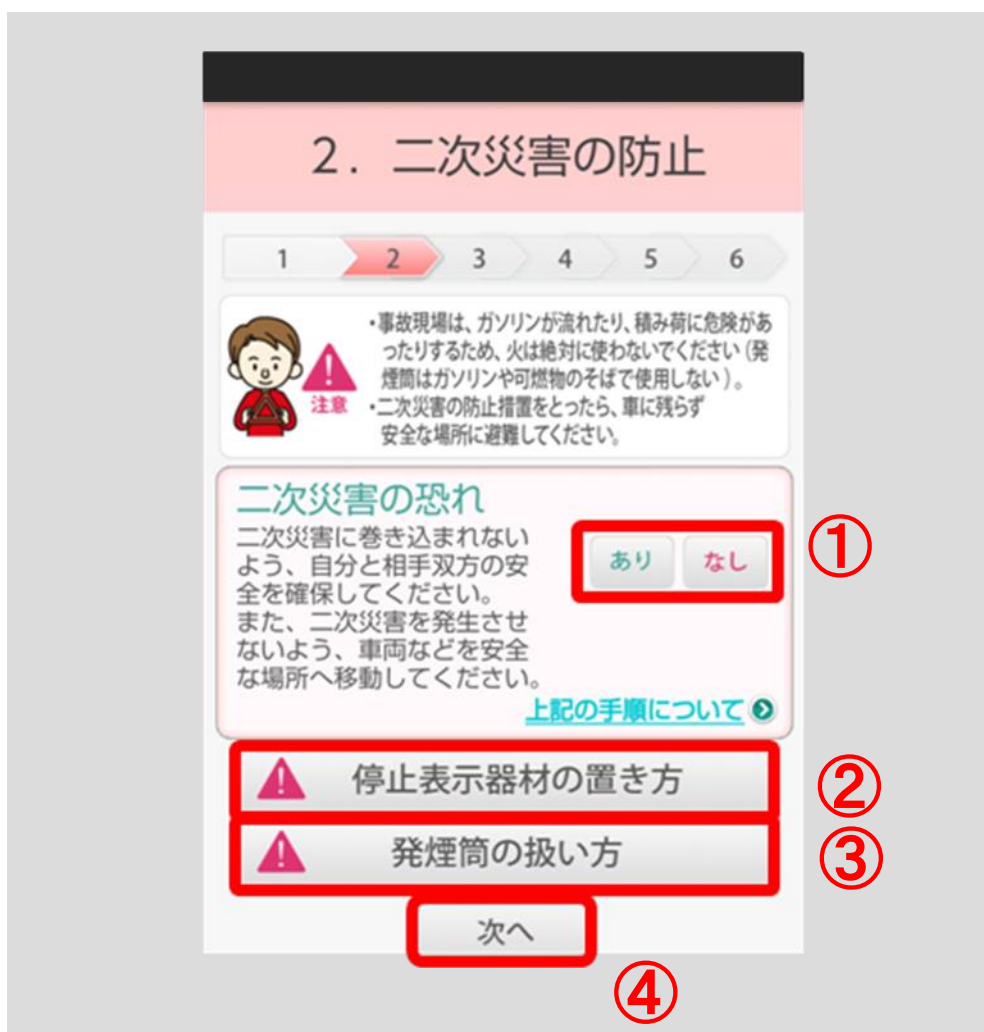 2．二次災害の防止
1 2 3 4 5 6
・事故現場は、ガソリンが流れたり、積み荷に危険があ
ったりするため、火は絶対に使わないでください（発
煙筒はガソリンや可燃物のそばで使用しない）。
・二次災害の防止措置をとったら、車に残らず
安全な場所に避難してください。
注意
二次災害の恐れ
二次災害に巻き込まれない
よう、自分と相手双方の安
全を確保してください。
また、二次災害を発生させ
ないよう、車両などを安全
な場所へ移動してください。
あり なし
①
上記の手順について
停止表示器材の置き方
②
発煙筒の扱い方
③
次へ
④